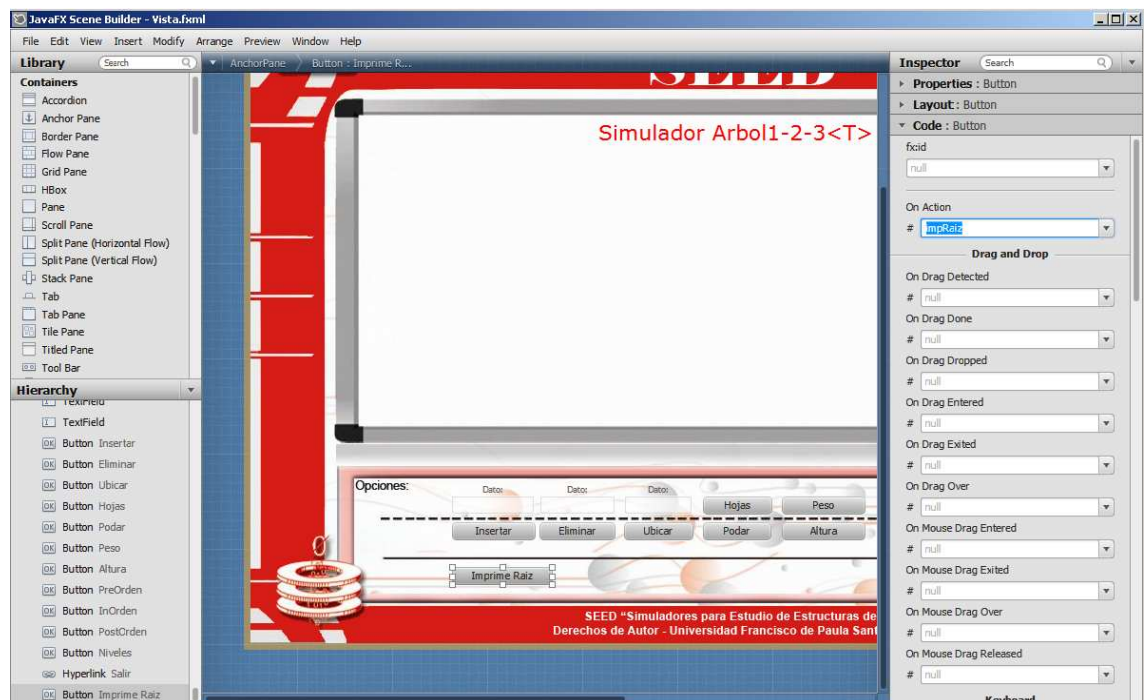 JavaFX Scene Builder - Vista.fxml
File Edit View Insert Modify Arrange Preview Window Help
Library Search
Containers
Accordion
Anchor Pane
Border Pane
Flow Pane
Grid Pane
HBox
Pane
Scroll Pane
Split Pane (Horizontal Flow)
Split Pane (Vertical Flow)
Stack Pane
Tab
Tab Pane
Tile Pane
Titled Pane
Tool Bar
Hierarchy
TextField
TextField
Button Insertar
Button Eliminar
Button Ubicar
Button Hojas
Button Podar
Button Peso
Button Altura
Button PreOrden
Button InOrden
Button PostOrden
Button Niveles
Hyperlink Salir
Button Imprime Raiz
AnchorPane Button : Imprime R...
SEED
Simulador Arbol1-2-3<T>
Opciones:
Dato: Dato: Dato:
Hojas Peso
Insertar Eliminar Ubicar Podar Altura
Imprime Raiz
SEED "Simuladores para Estudio de Estructuras de
Derechos de Autor - Universidad Francisco de Paula Sant
Inspector Search
Properties : Button
Layout : Button
Code : Button
fx:id
null
On Action
# impRaiz
Drag and Drop
On Drag Detected
# null
On Drag Done
# null
On Drag Dropped
# null
On Drag Entered
# null
On Drag Exited
# null
On Drag Over
# null
On Mouse Drag Entered
# null
On Mouse Drag Exited
# null
On Mouse Drag Over
# null
On Mouse Drag Released
# null
Keyboard